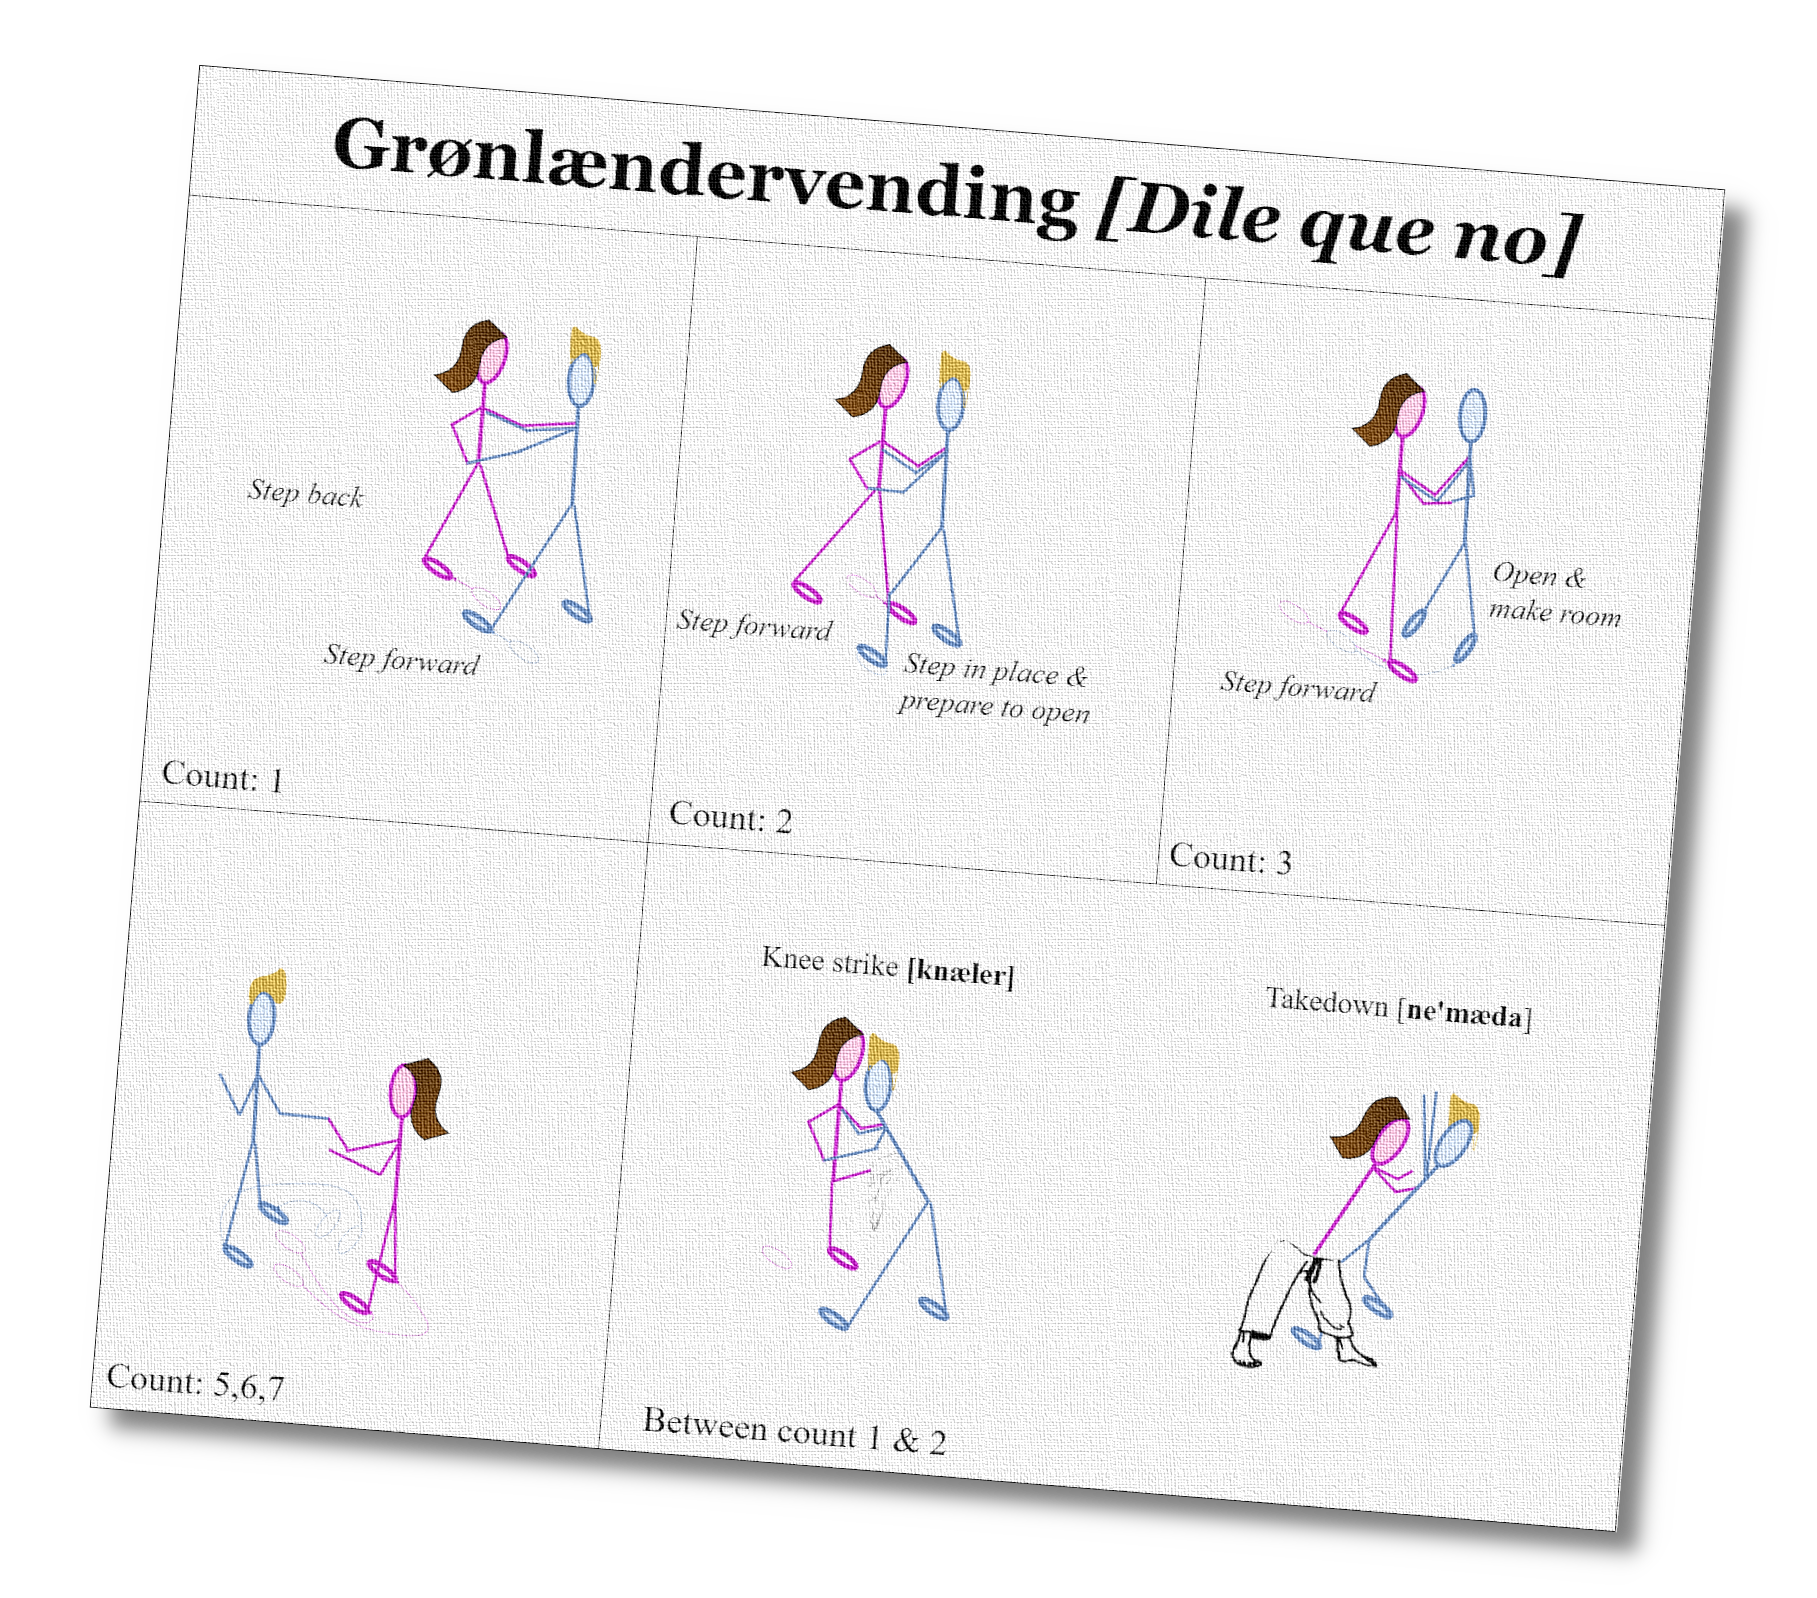 Grønlændervending [Dile que no]
Step back
Step forward
Count: 1
Step forward
Step in place &
prepare to open
Count: 2
Open &
make room
Step forward
Count: 3
Count: 5,6,7
Knee strike [knæler]
Takedown [ne'mæda]
Between count 1 & 2